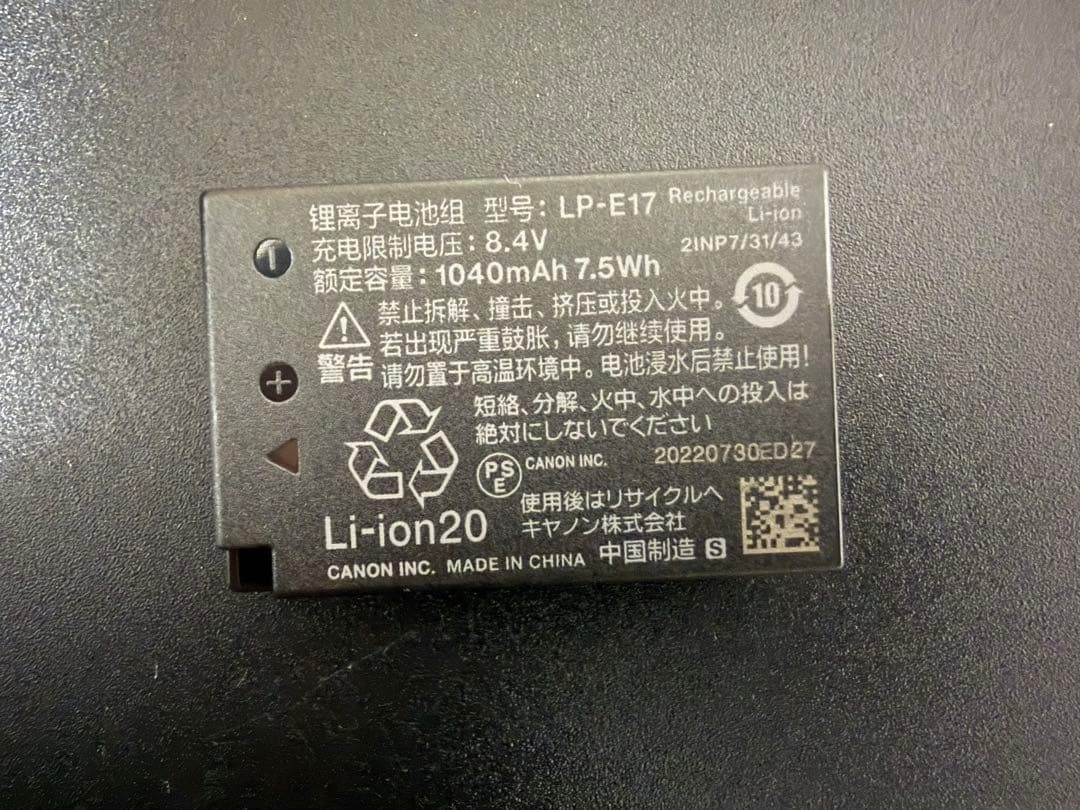 锂离子电池组 型号：LP-E17 Rechargeable
Li-ion
充电限制电压：8.4V 2INP7/31/43
额定容量：1040mAh 7.5Wh
T
10
警告
禁止拆解、撞击、挤压或投入火中。
若出现严重鼓胀，请勿继续使用。
请勿置于高温环境中。电池浸水后禁止使用！
+
短絡、分解、火中、水中への投入は
絶対にしないでください
PSE CANON INC. 20220730ED27
使用後はリサイクルへ
キヤノン株式会社
Li-ion20
CANON INC. MADE IN CHINA 中国制造 S